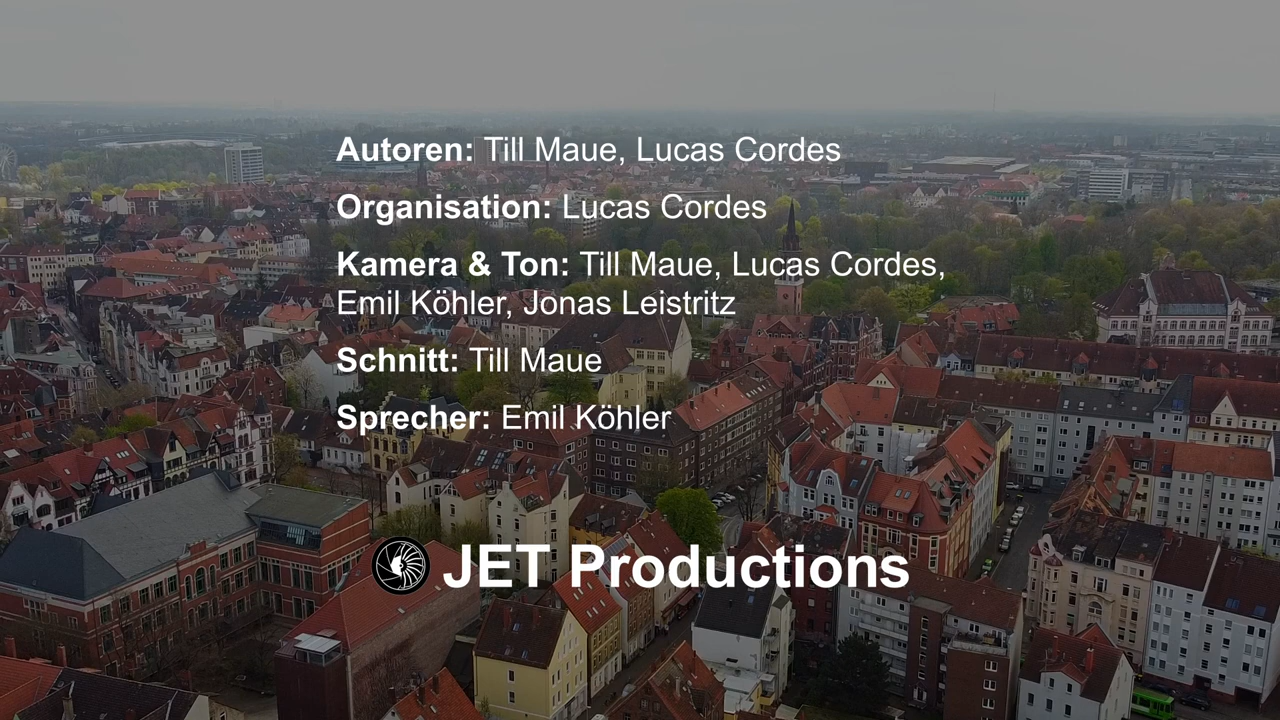 Autoren: Till Maue, Lucas Cordes
Organisation: Lucas Cordes
Kamera & Ton: Till Maue, Lucas Cordes,
Emil Köhler, Jonas Leistritz
Schnitt: Till Maue
Sprecher: Emil Köhler
JET Productions